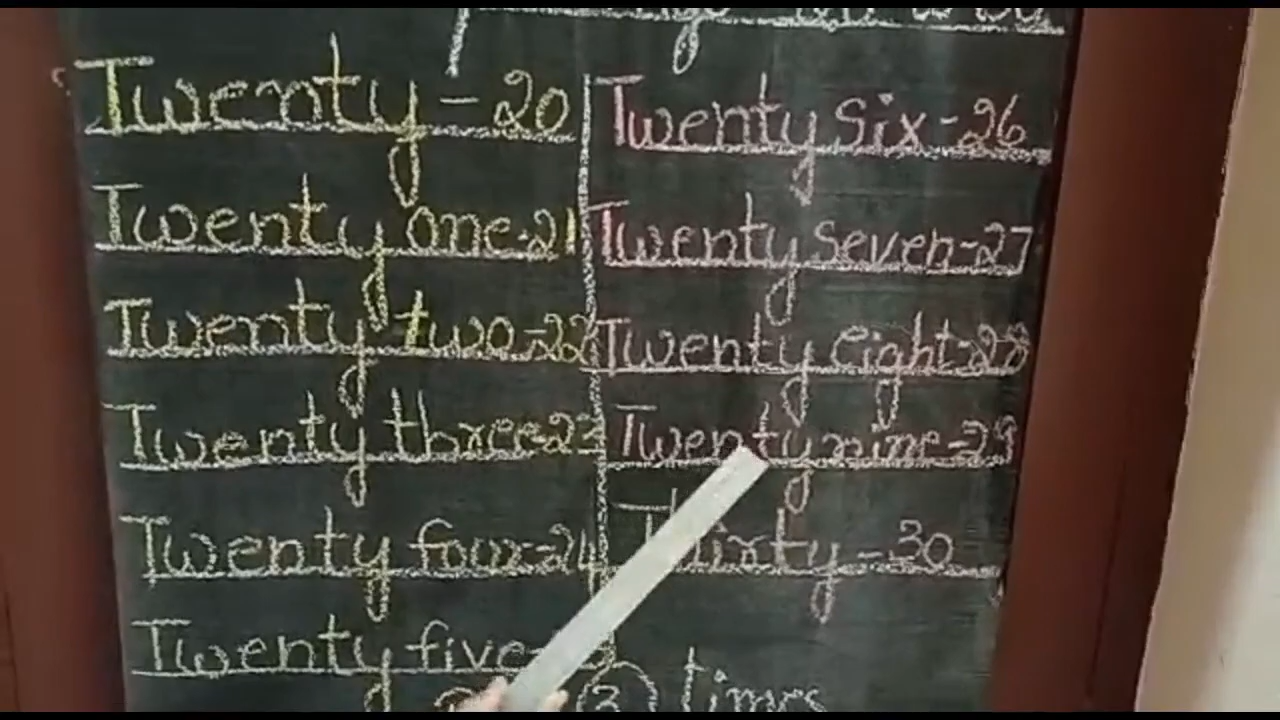 Twenty - 20
Twenty one-21
Twenty two-22
Twenty three-23
Twenty four-24
Twenty five-
Twenty six-26
Twenty seven-27
Twenty eight-28
Twenty nine-29
Thirty-30
(3) times